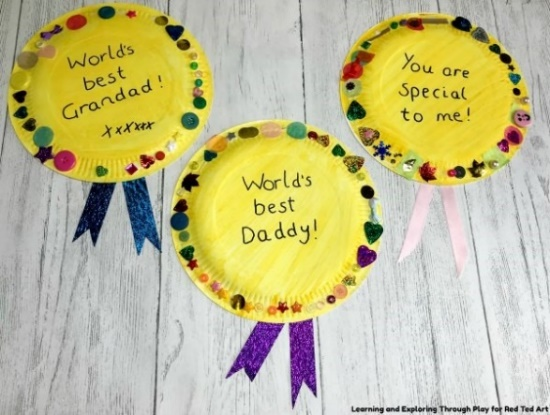 World's
best
Grandad!
xxxxxx
You are
Special
to me!
World's
best
Daddy!
Learning and Exploring Through Play for Red Ted Art